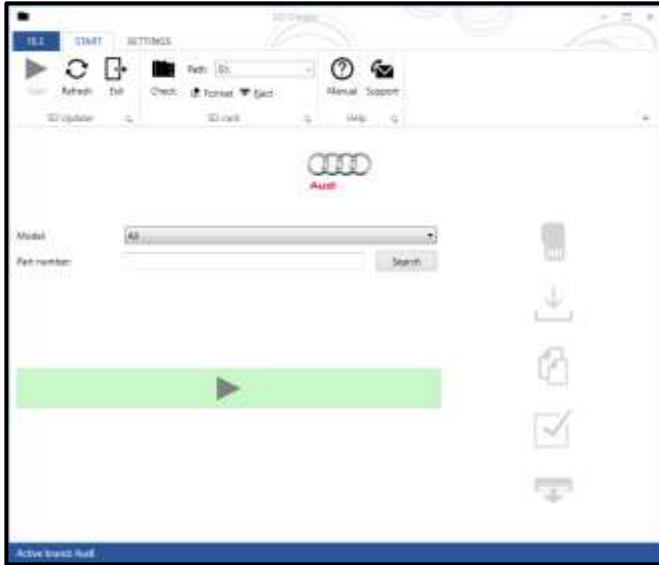 SD Creator
FILE START SETTINGS
Start Refresh Exit Check Path: Format Eject Manual Support
SD Updater SD card Help
Audi
Model: All
Part number: Search
Active brand: Audi